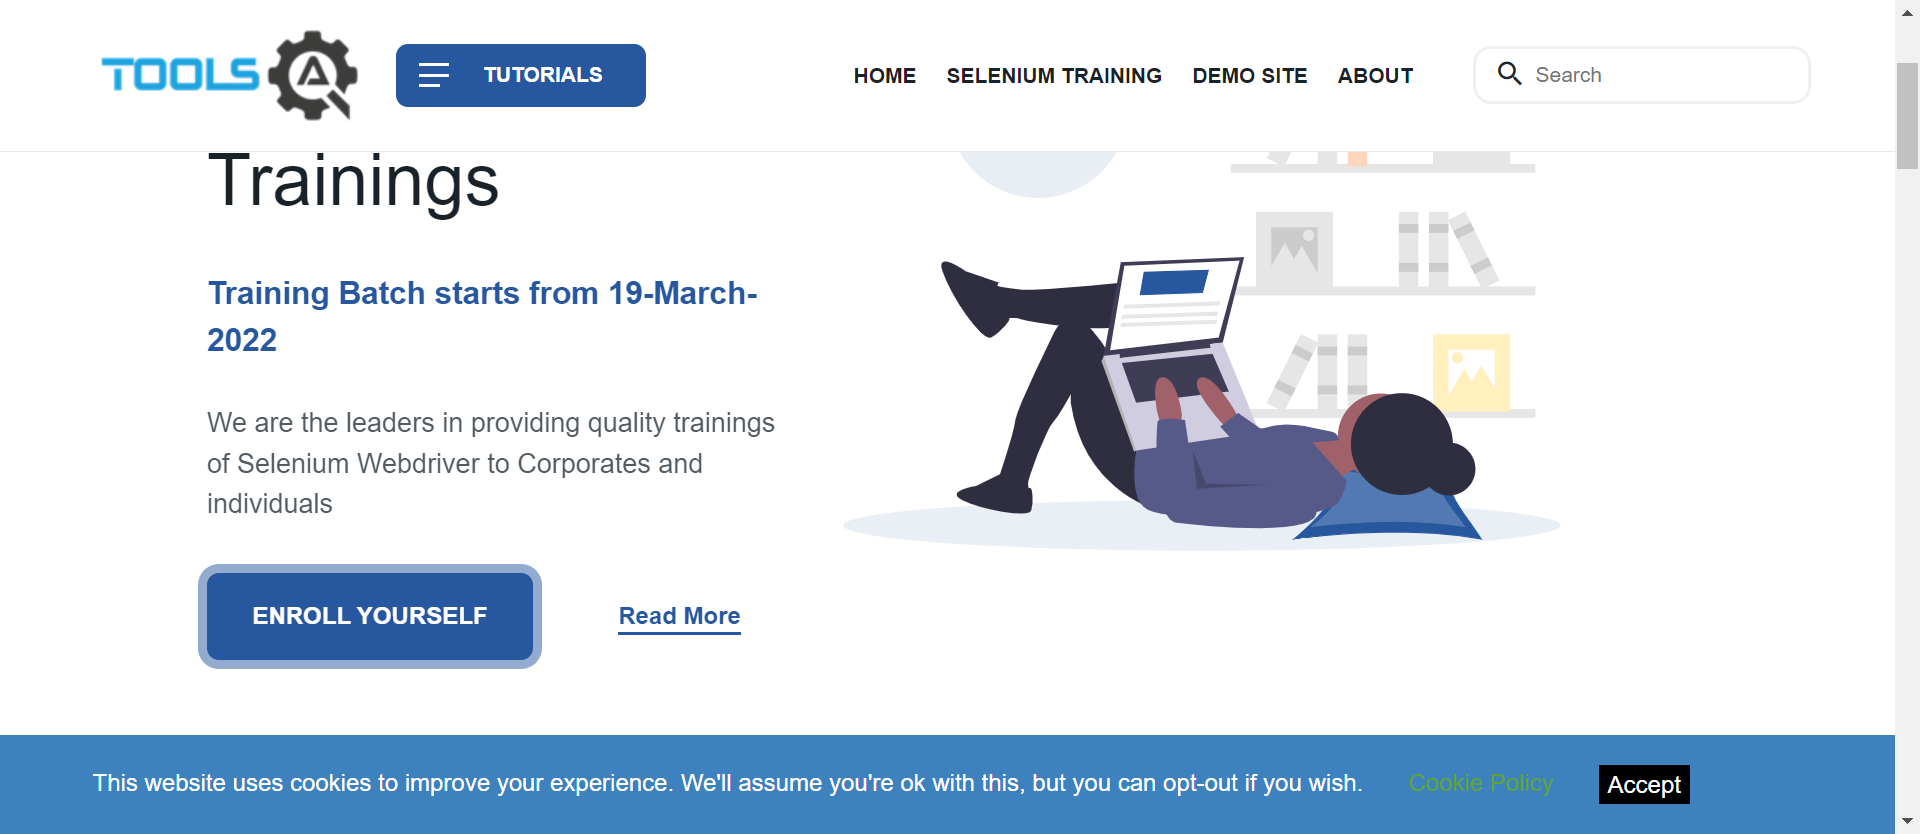 TOOLS QA
TUTORIALS
HOME
SELENIUM TRAINING
DEMO SITE
ABOUT
Search
Trainings
Training Batch starts from 19-March-
2022
We are the leaders in providing quality trainings
of Selenium Webdriver to Corporates and
individuals
ENROLL YOURSELF
Read More
This website uses cookies to improve your experience. We'll assume you're ok with this, but you can opt-out if you wish.
Cookie Policy
Accept